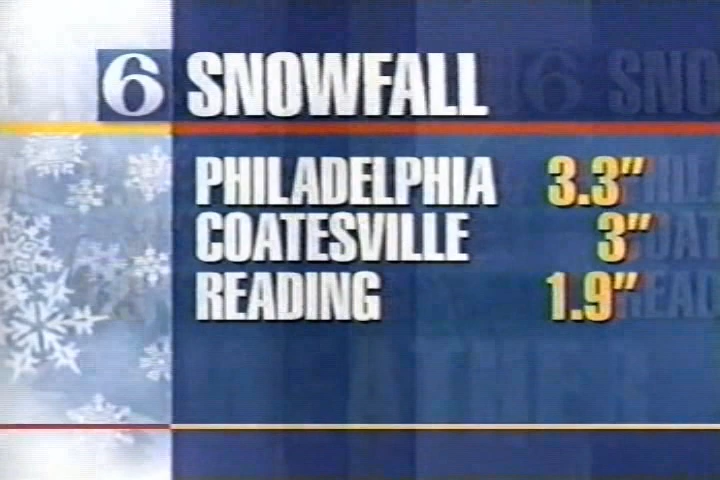 6 SNOWFALL
PHILADELPHIA 3.3"
COATESVILLE 3"
READING 1.9"